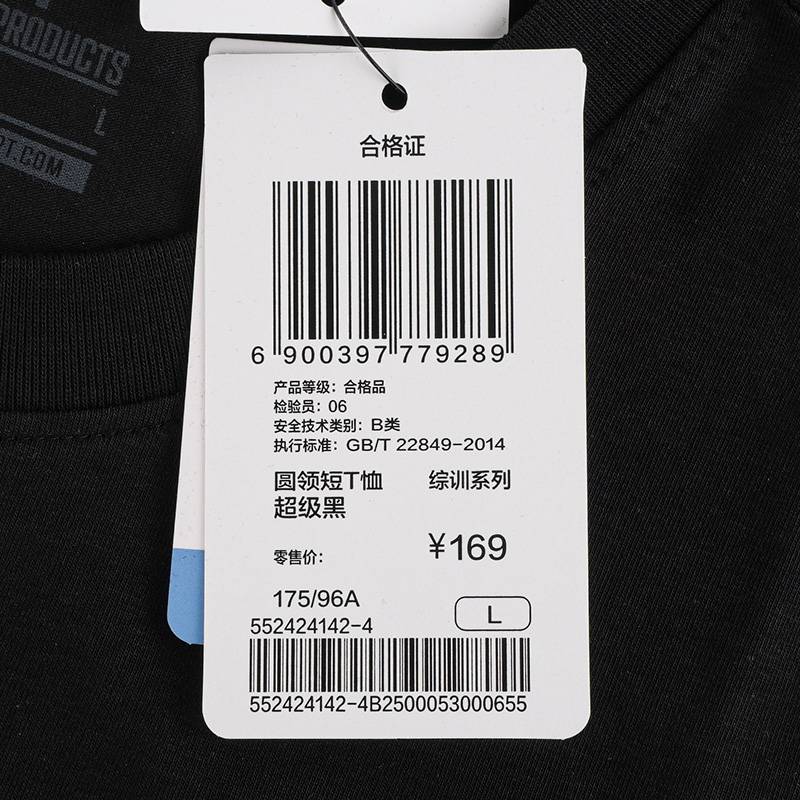 PRODUCTS
L
PT.COM
合格证
6 900397 779289
产品等级：合格品
检验员：06
安全技术类别：B类
执行标准：GB/T 22849-2014
圆领短T恤 综训系列
超级黑
零售价： ¥169
175/96A
552424142-4 L
552424142-4B2500053000655